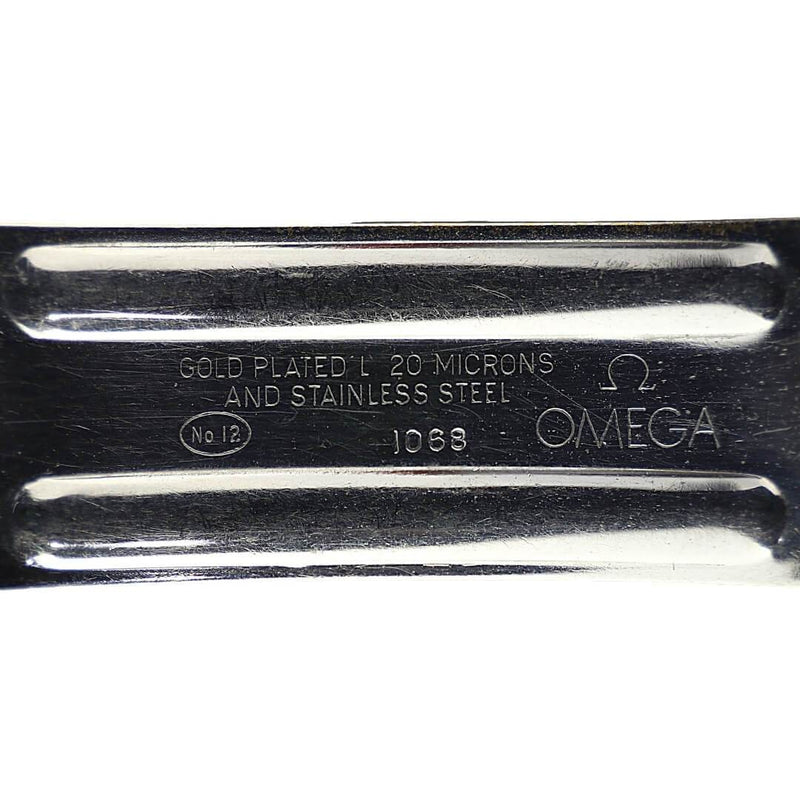 GOLD PLATED L 20 MICRONS
AND STAINLESS STEEL
No 12
1068
Ω
OMEGA